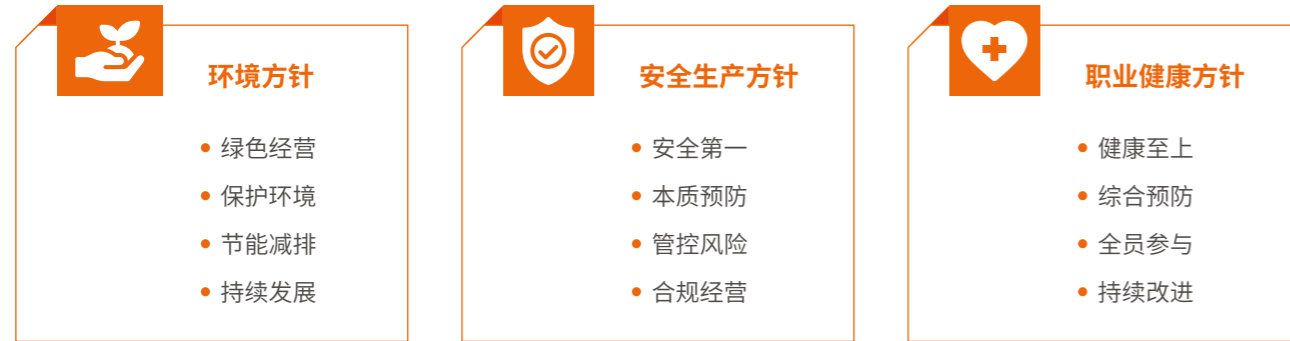 环境方针
绿色经营
保护环境
节能减排
持续发展
安全生产方针
安全第一
本质预防
管控风险
合规经营
职业健康方针
健康至上
综合预防
全员参与
持续改进